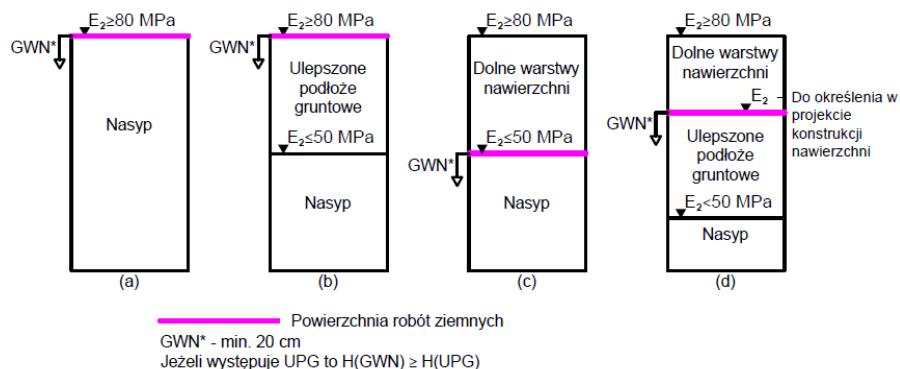 E₂≥80 MPa
GWN*
Nasyp
(a)
E₂≥80 MPa
GWN*
Ulepszone
podłoże
gruntowe
E₂≤50 MPa
Nasyp
(b)
E₂≥80 MPa
Dolne warstwy
nawierzchni
E₂≤50 MPa
GWN*
Nasyp
(c)
E₂≥80 MPa
Dolne warstwy
nawierzchni
E₂ - Do określenia w
projekcie
konstrukcji
nawierzchni
GWN*
Ulepszone
podłoże
gruntowe
E₂<50 MPa
Nasyp
(d)
Powierzchnia robót ziemnych
GWN* - min. 20 cm
Jeżeli występuje UPG to H(GWN) ≥ H(UPG)